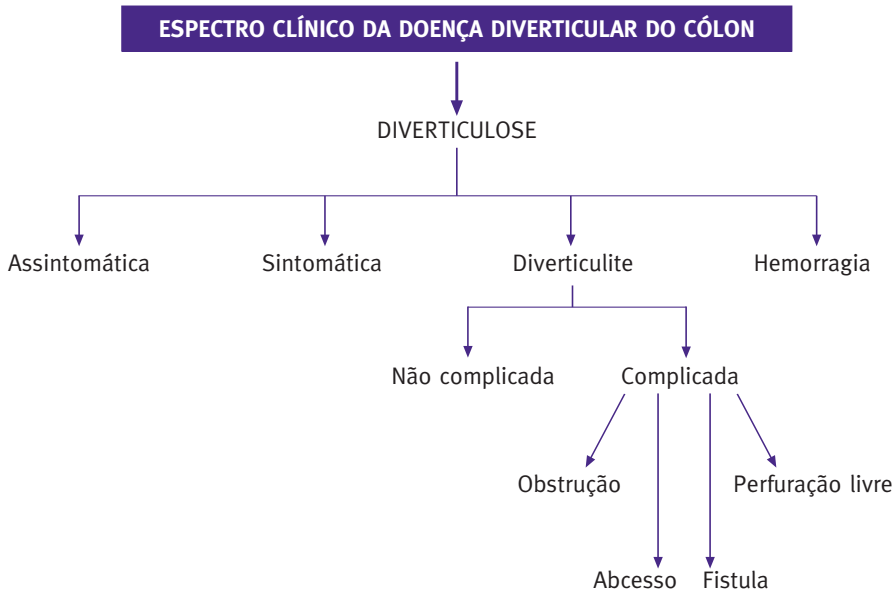 ESPECTRO CLÍNICO DA DOENÇA DIVERTICULAR DO CÓLON
DIVERTICULOSE
Assintomática
Sintomática
Diverticulite
Hemorragia
Não complicada
Complicada
Obstrução
Perfuração livre
Abcesso
Fistula